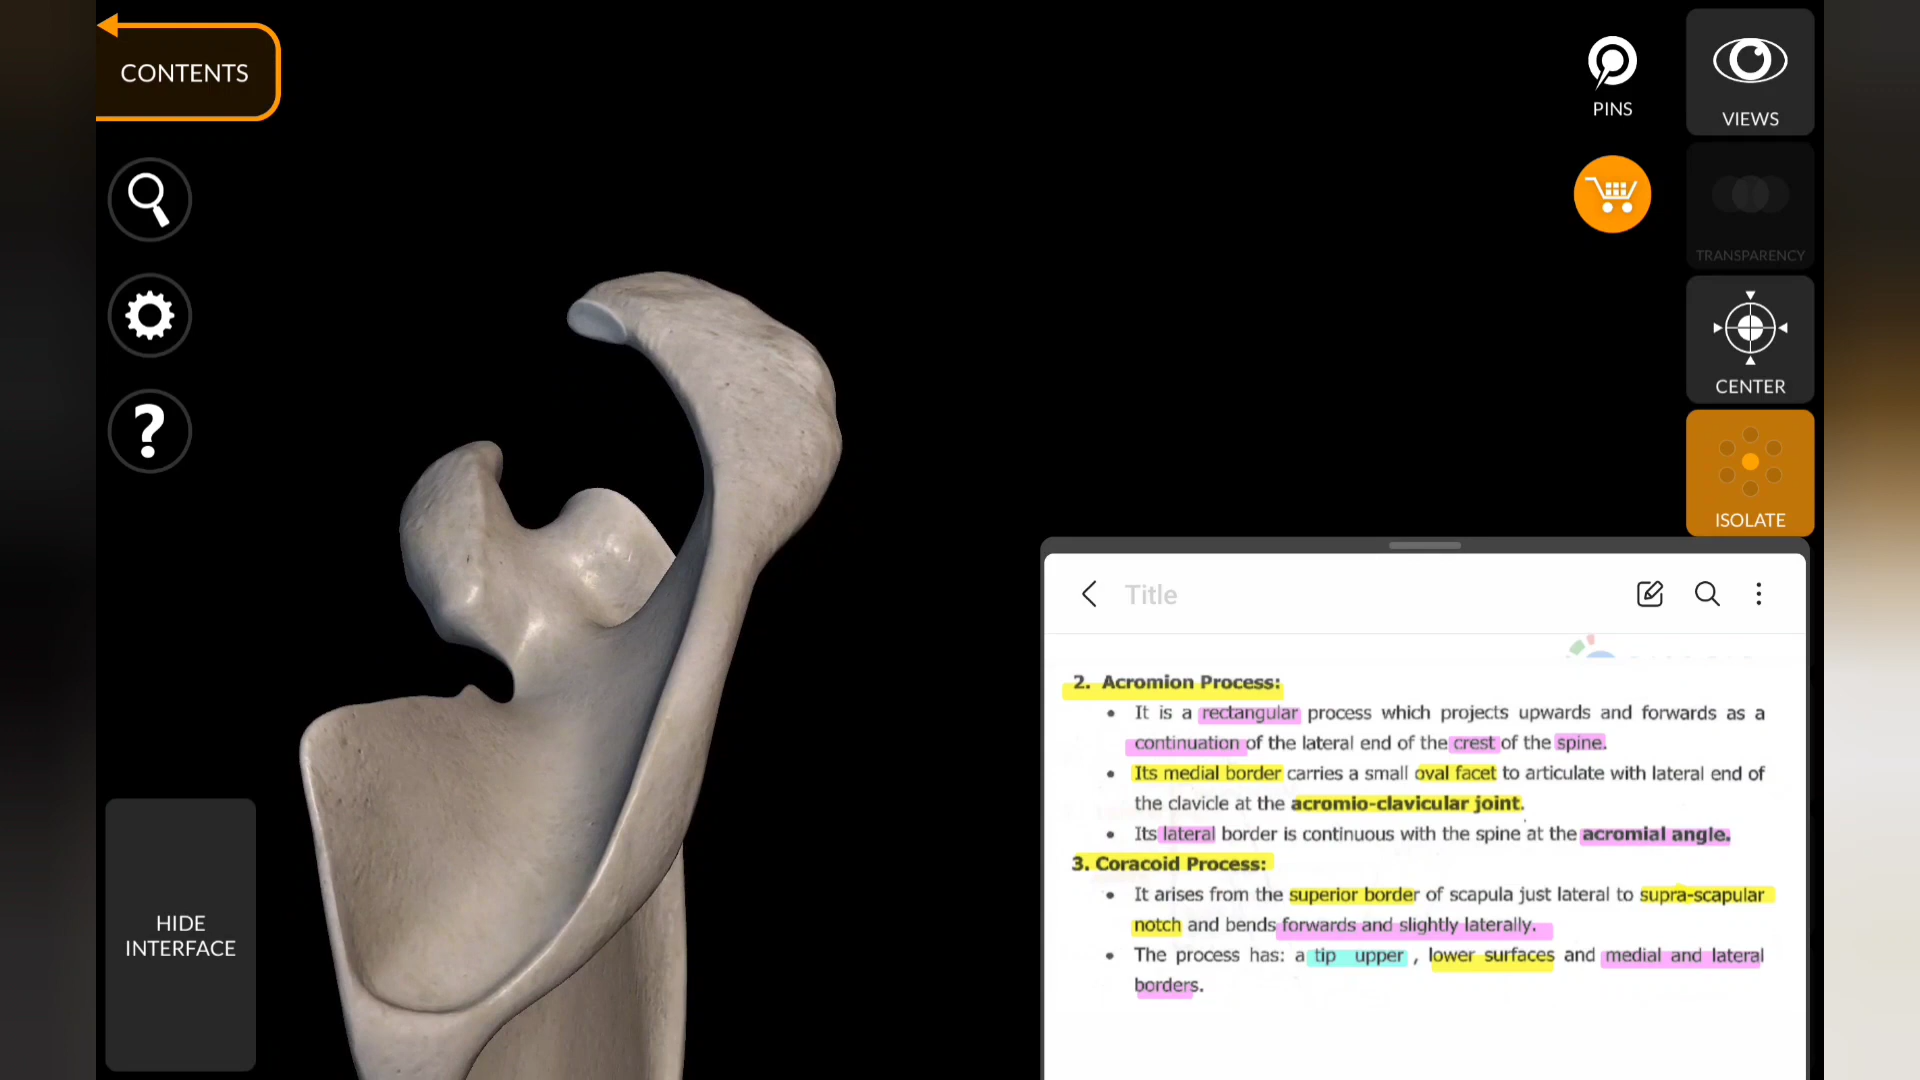 CONTENTS
PINS
VIEWS
TRANSPARENCY
CENTER
ISOLATE
HIDE
INTERFACE
Title
2. Acromion Process:
• It is a rectangular process which projects upwards and forwards as a
continuation of the lateral end of the crest of the spine.
• Its medial border carries a small oval facet to articulate with lateral end of
the clavicle at the acromio-clavicular joint.
• Its lateral border is continuous with the spine at the acromial angle.
3. Coracoid Process:
• It arises from the superior border of scapula just lateral to supra-scapular
notch and bends forwards and slightly laterally.
• The process has: a tip upper , lower surfaces and medial and lateral
borders.